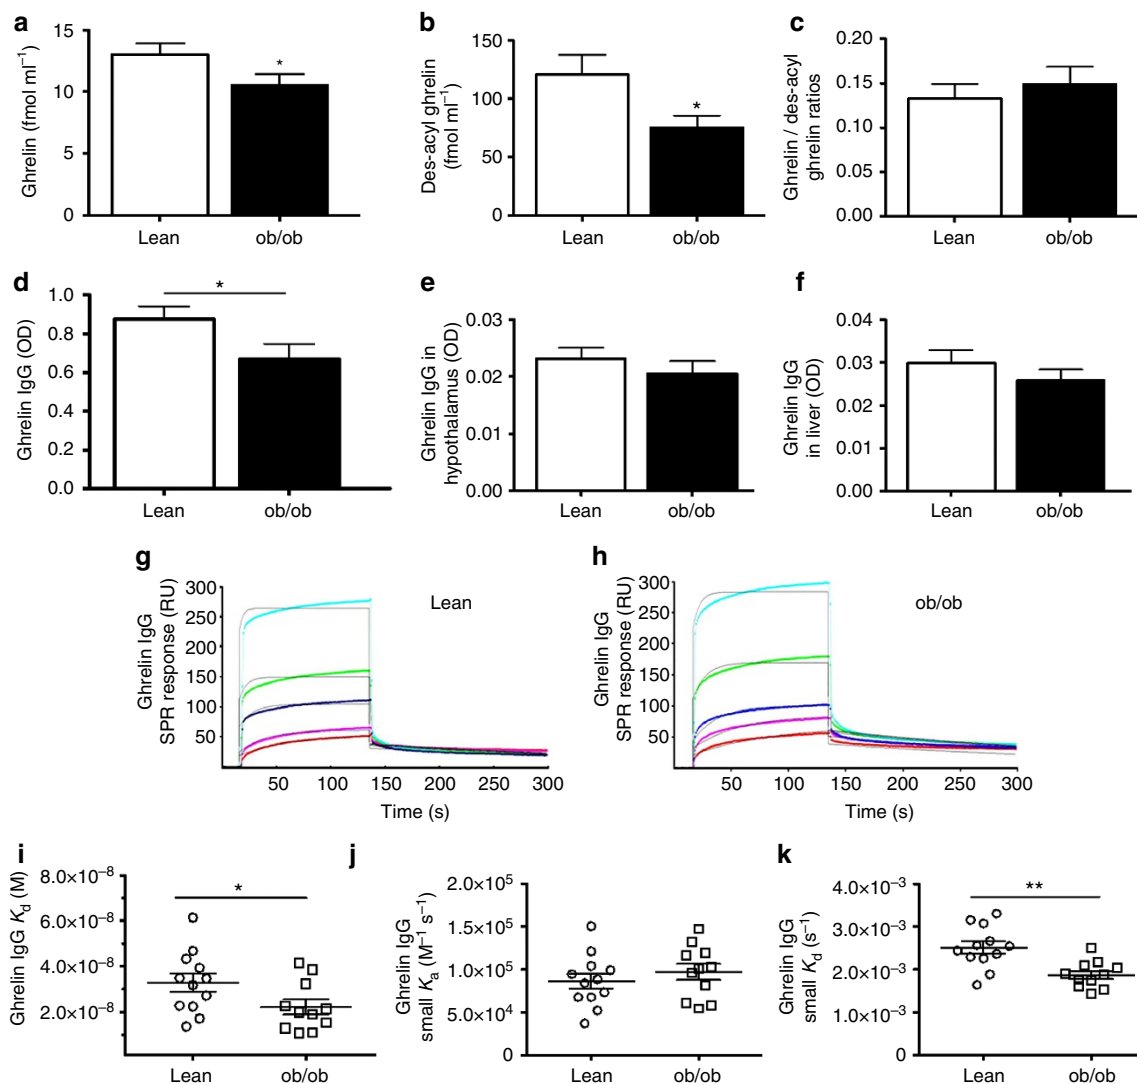 a
Ghrelin (fmol ml⁻¹)
15
10
5
0
*
Lean
ob/ob
b
Des-acyl ghrelin
(fmol ml⁻¹)
150
100
50
0
*
Lean
ob/ob
c
Ghrelin / des-acyl
ghrelin ratios
0.20
0.15
0.10
0.05
0.00
Lean
ob/ob
d
Ghrelin IgG (OD)
1.0
0.8
0.6
0.4
0.2
0.0
*
Lean
ob/ob
e
Ghrelin IgG in
hypothalamus (OD)
0.03
0.02
0.01
0.00
Lean
ob/ob
f
Ghrelin IgG
in liver (OD)
0.04
0.03
0.02
0.01
0.00
Lean
ob/ob
g
Ghrelin IgG
SPR response (RU)
300
250
200
150
100
50
Lean
50 100 150 200 250 300
Time (s)
h
Ghrelin IgG
SPR response (RU)
300
250
200
150
100
50
ob/ob
50 100 150 200 250 300
Time (s)
i
Ghrelin IgG Kd (M)
8.0×10⁻⁸
6.0×10⁻⁸
4.0×10⁻⁸
2.0×10⁻⁸
*
Lean
ob/ob
j
Ghrelin IgG
small Ka (M⁻¹ s⁻¹)
2.0×10⁵
1.5×10⁵
1.0×10⁵
5.0×10⁴
0
Lean
ob/ob
k
Ghrelin IgG
small Kd (s⁻¹)
4.0×10⁻³
3.0×10⁻³
2.0×10⁻³
1.0×10⁻³
0
**
Lean
ob/ob